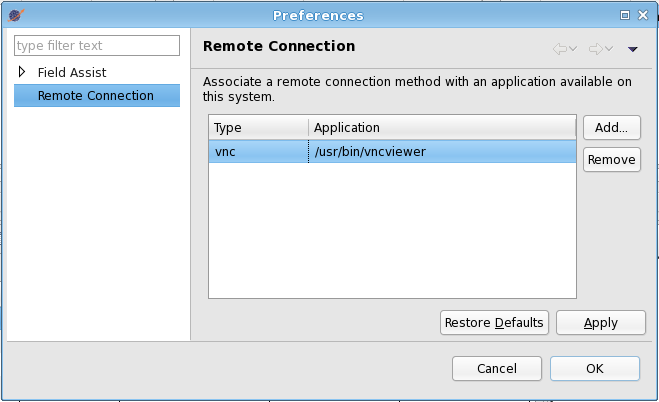 Preferences
type filter text
Field Assist
Remote Connection
Remote Connection
Associate a remote connection method with an application available on
this system.
Type Application
vnc /usr/bin/vncviewer
Add...
Remove
Restore Defaults Apply
Cancel OK